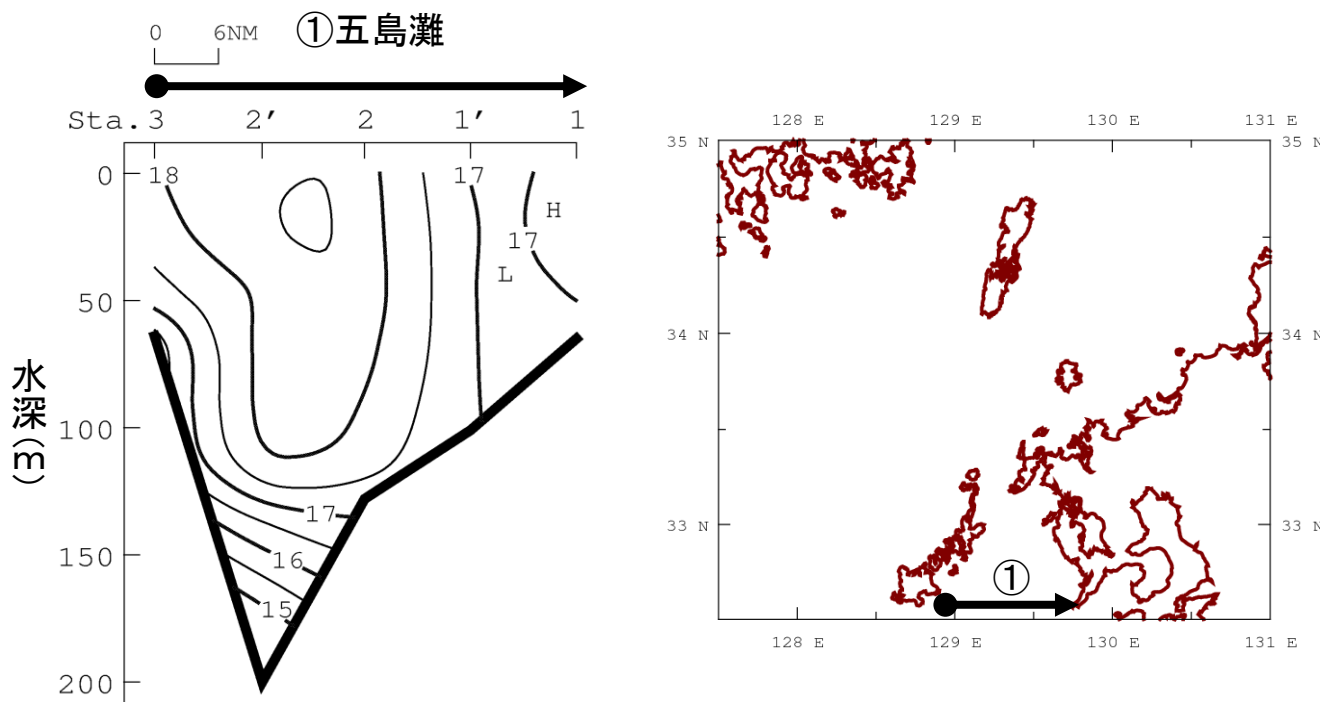 0 6NM ①五島灘
Sta.3 2' 2 1' 1
0
50
100
150
200
水深(m)
18
17
H
17
L
17
16
15
128 E 129 E 130 E 131 E
35 N 35 N
34 N 34 N
33 N 33 N
①
128 E 129 E 130 E 131 E